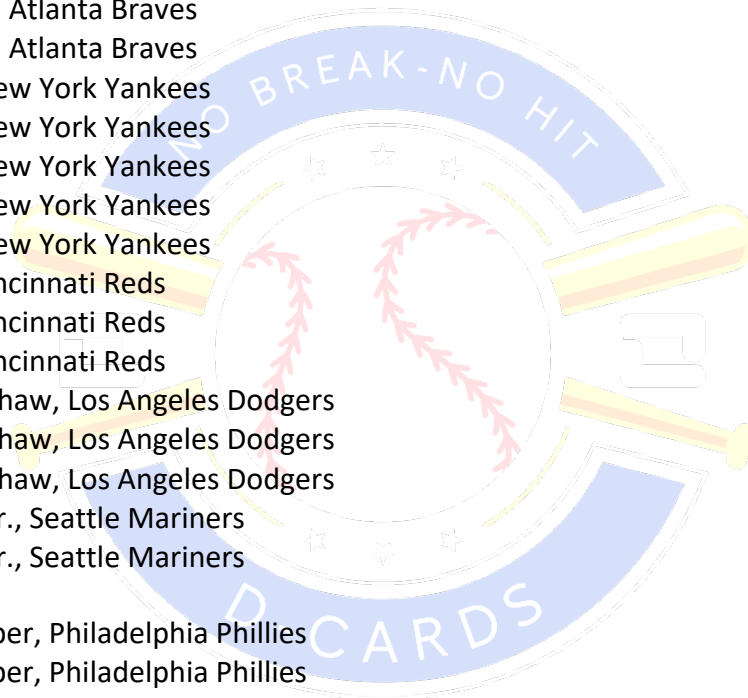 Atlanta Braves
Atlanta Braves
ew York Yankees
ew York Yankees
ew York Yankees
ew York Yankees
ew York Yankees
ncinnati Reds
ncinnati Reds
ncinnati Reds
haw, Los Angeles Dodgers
haw, Los Angeles Dodgers
haw, Los Angeles Dodgers
r., Seattle Mariners
r., Seattle Mariners
per, Philadelphia Phillies
per, Philadelphia Phillies
NO BREAK-NO HIT
D-CARDS